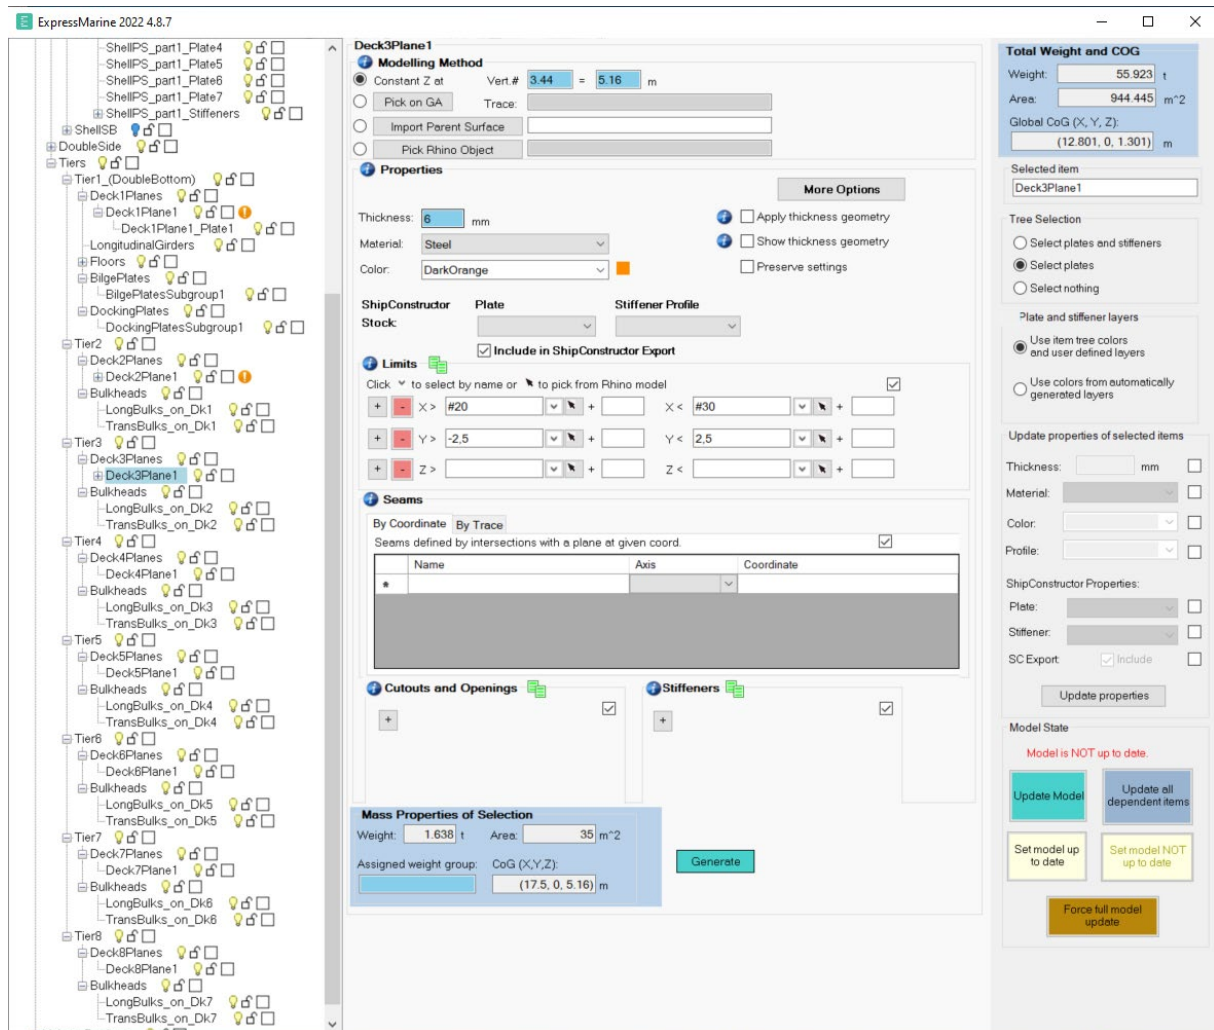 ExpressMarine 2022 4.8.7
ShellPS_part1_Plate4
ShellPS_part1_Plate5
ShellPS_part1_Plate6
ShellPS_part1_Plate7
ShellPS_part1_Stiffeners
ShellSB
DoubleSide
Tiers
Tier1_(DoubleBottom)
Deck1Planes
Deck1Plane1
Deck1Plane1_Plate1
LongitudinalGirders
Floors
BilgePlates
BilgePlatesSubgroup1
DockingPlates
DockingPlatesSubgroup1
Tier2
Deck2Planes
Deck2Plane1
Bulkheads
LongBulks_on_Dk1
TransBulks_on_Dk1
Tier3
Deck3Planes
Deck3Plane1
Bulkheads
LongBulks_on_Dk2
TransBulks_on_Dk2
Tier4
Deck4Planes
Deck4Plane1
Bulkheads
LongBulks_on_Dk3
TransBulks_on_Dk3
Tier5
Deck5Planes
Deck5Plane1
Bulkheads
LongBulks_on_Dk4
TransBulks_on_Dk4
Tier6
Deck6Planes
Deck6Plane1
Bulkheads
LongBulks_on_Dk5
TransBulks_on_Dk5
Tier7
Deck7Planes
Deck7Plane1
Bulkheads
LongBulks_on_Dk6
TransBulks_on_Dk6
Tier8
Deck8Planes
Deck8Plane1
Bulkheads
LongBulks_on_Dk7
TransBulks_on_Dk7
Deck3Plane1
Modelling Method
Constant Z at Vert.# 3.44 = 5.16 m
Pick on GA Trace:
Import Parent Surface
Pick Rhino Object
Properties
More Options
Thickness: 6 mm Apply thickness geometry
Material: Steel Show thickness geometry
Color: DarkOrange Preserve settings
ShipConstructor Plate Stiffener Profile
Stock:
Include in ShipConstructor Export
Limits
Click to select by name or to pick from Rhino model
+ - X > #20 + X < #30 +
+ - Y > -2,5 + Y < 2,5 +
+ - Z > + Z < +
Seams
By Coordinate By Trace
Seams defined by intersections with a plane at given coord.
Name Axis Coordinate
*
Cutouts and Openings Stiffeners
+ +
Mass Properties of Selection
Weight: 1.638 t Area: 35 m^2
Assigned weight group: CoG (X,Y,Z):
(17.5, 0, 5.16) m
Generate
Total Weight and COG
Weight: 55.923 t
Area: 944.445 m^2
Global CoG (X, Y, Z):
(12.801, 0, 1.301) m
Selected item
Deck3Plane1
Tree Selection
Select plates and stiffeners
Select plates
Select nothing
Plate and stiffener layers
Use item tree colors
and user defined layers
Use colors from automatically
generated layers
Update properties of selected items
Thickness: mm
Material:
Color:
Profile:
ShipConstructor Properties:
Plate:
Stiffener:
SC Export Include
Update properties
Model State
Model is NOT up to date.
Update Model
Update all
dependent items
Set model up
to date
Set model NOT
up to date
Force full model
update